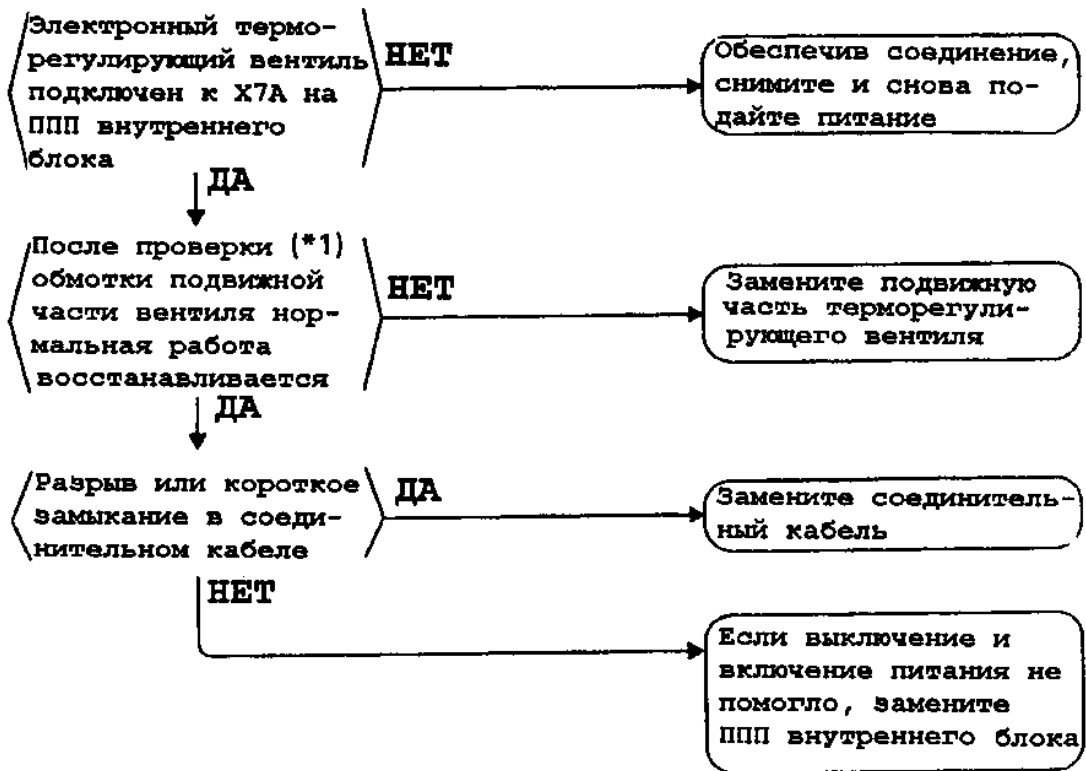 Электронный термо-
регулирующий вентиль
подключен к X7A на
ППП внутреннего
блока
НЕТ
Обеспечив соединение,
снимите и снова по-
дайте питание
ДА
После проверки (*1)
обмотки подвижной
части вентиля нор-
мальная работа
восстанавливается
НЕТ
Замените подвижную
часть терморегули-
рующего вентиля
ДА
Разрыв или короткое
замыкание в соеди-
нительном кабеле
ДА
Замените соединитель-
ный кабель
НЕТ
Если выключение и
включение питания не
помогло, замените
ППП внутреннего блока